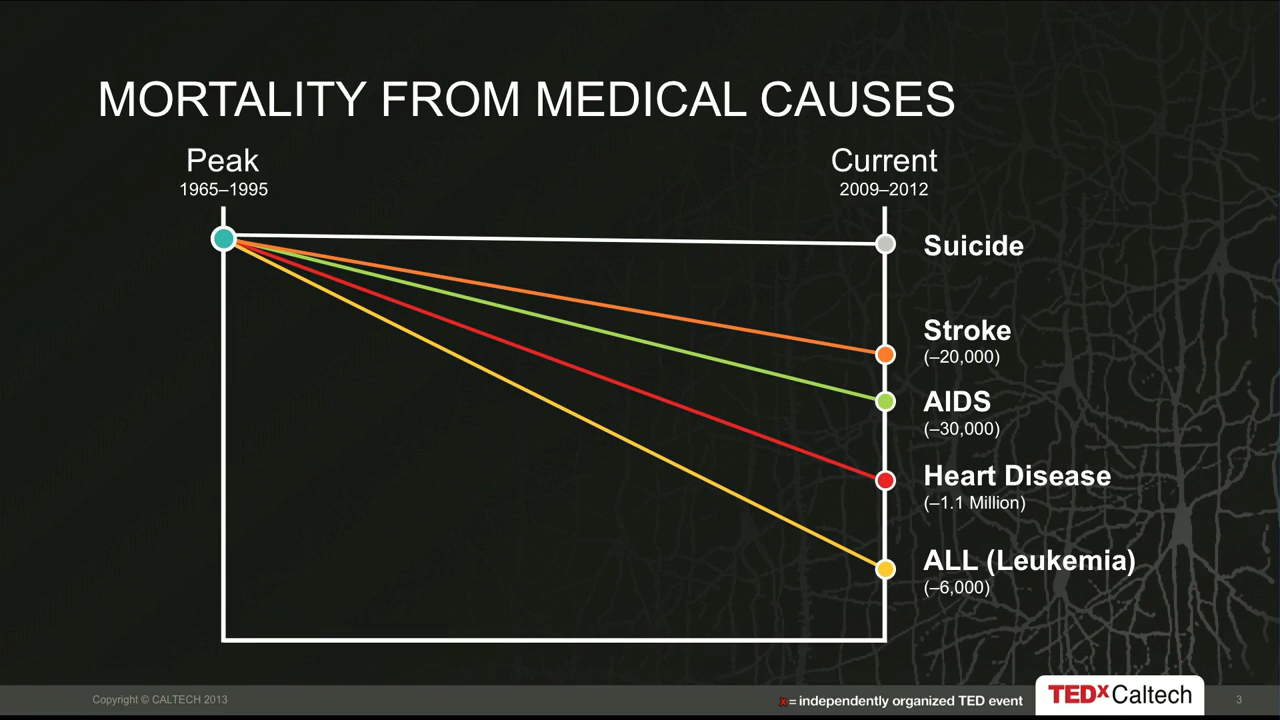 MORTALITY FROM MEDICAL CAUSES
Peak
1965–1995
Current
2009–2012
Suicide
Stroke
(–20,000)
AIDS
(–30,000)
Heart Disease
(–1.1 Million)
ALL (Leukemia)
(–6,000)
Copyright © CALTECH 2013
x = independently organized TED event
TEDxCaltech
3